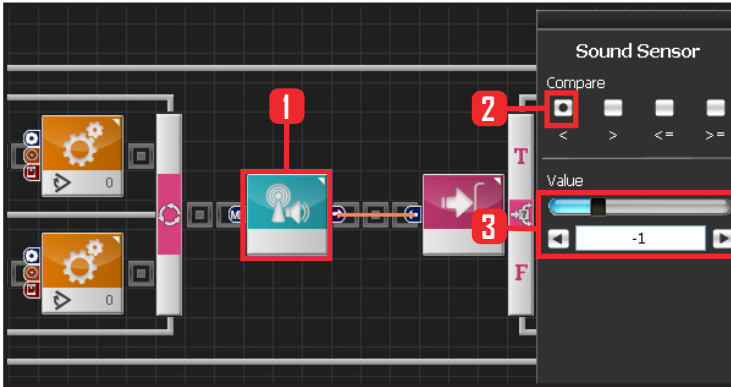 Sound Sensor
1
2
Compare
< > <= >=
T
0
Value
M
3
-1
F
0